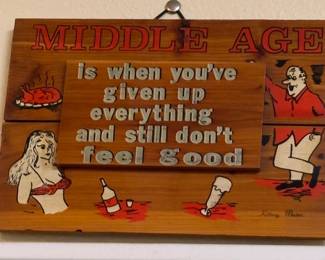 MIDDLE AGE
is when you've
given up
everything
and still don't
feel good